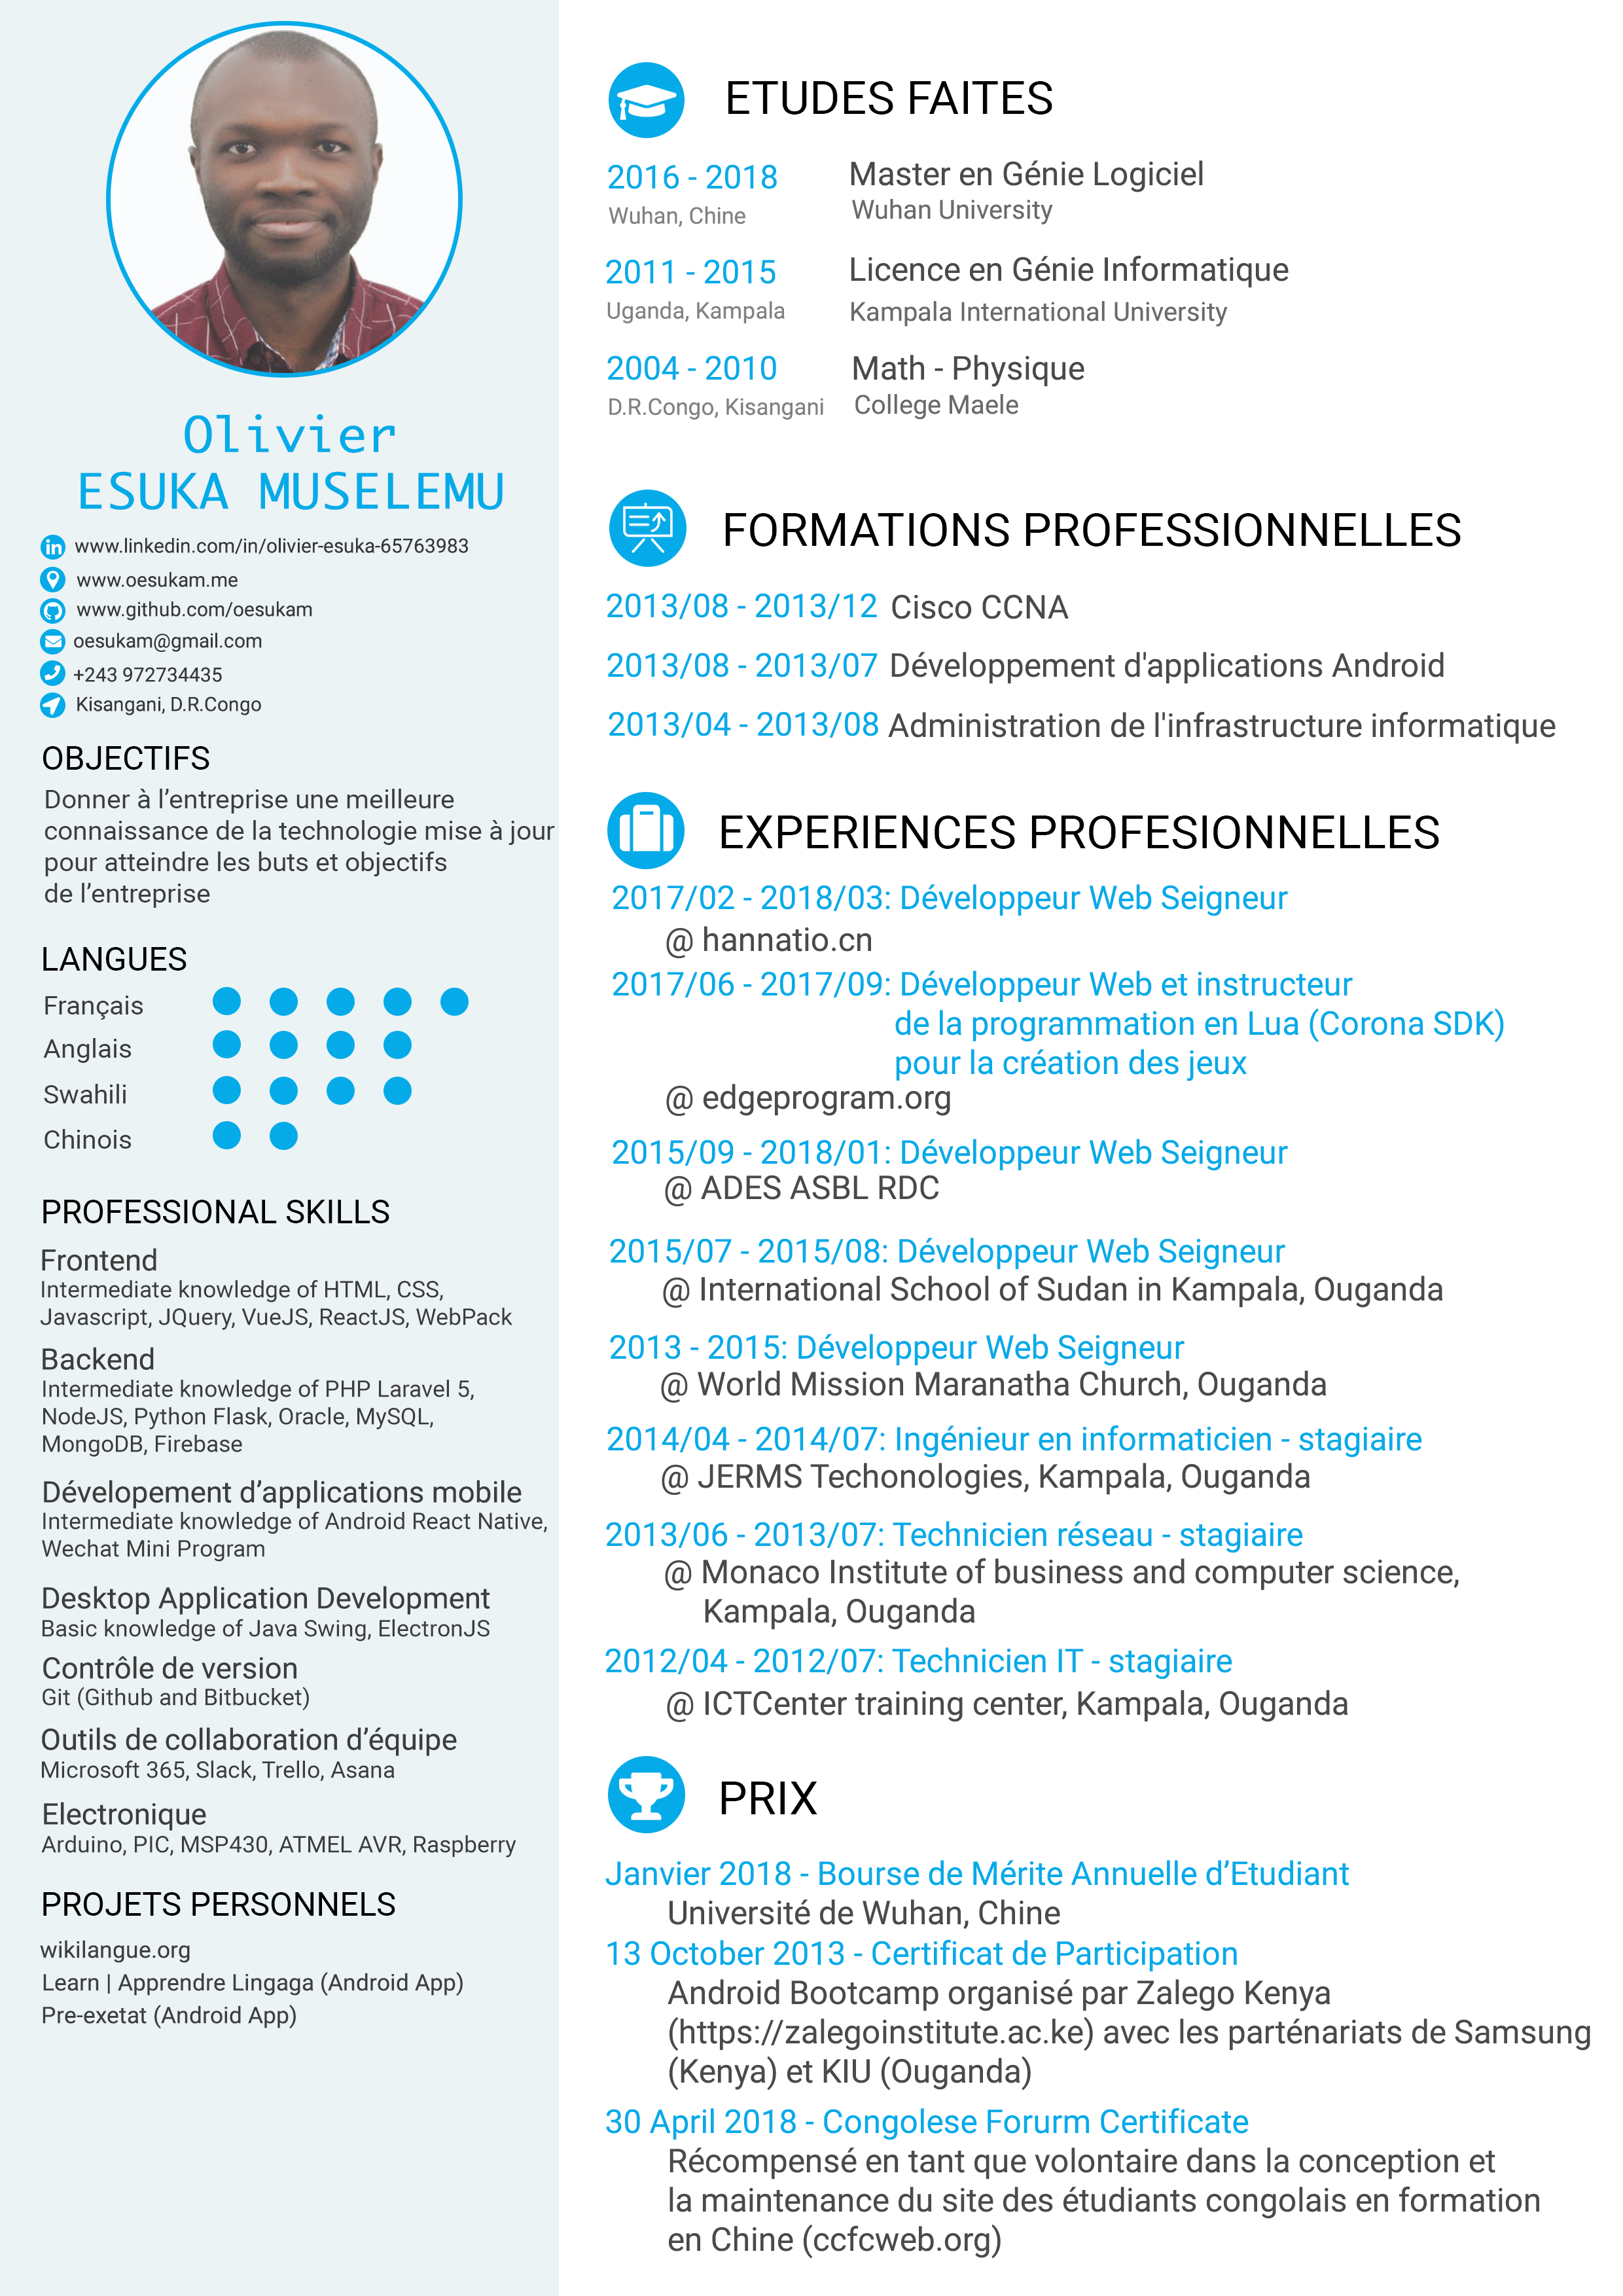 Olivier
ESUKA MUSELEMU
www.linkedin.com/in/olivier-esuka-65763983
www.oesukam.me
www.github.com/oesukam
oesukam@gmail.com
+243 972734435
Kisangani, D.R.Congo
OBJECTIFS
Donner à l’entreprise une meilleure
connaissance de la technologie mise à jour
pour atteindre les buts et objectifs
de l’entreprise
LANGUES
Français
Anglais
Swahili
Chinois
PROFESSIONAL SKILLS
Frontend
Intermediate knowledge of HTML, CSS,
Javascript, JQuery, VueJS, ReactJS, WebPack
Backend
Intermediate knowledge of PHP Laravel 5,
NodeJS, Python Flask, Oracle, MySQL,
MongoDB, Firebase
Dévelopement d’applications mobile
Intermediate knowledge of Android React Native,
Wechat Mini Program
Desktop Application Development
Basic knowledge of Java Swing, ElectronJS
Contrôle de version
Git (Github and Bitbucket)
Outils de collaboration d’équipe
Microsoft 365, Slack, Trello, Asana
Electronique
Arduino, PIC, MSP430, ATMEL AVR, Raspberry
PROJETS PERSONNELS
wikilangue.org
Learn | Apprendre Lingaga (Android App)
Pre-exetat (Android App)
ETUDES FAITES
2016 - 2018 Master en Génie Logiciel
Wuhan, Chine Wuhan University
2011 - 2015 Licence en Génie Informatique
Uganda, Kampala Kampala International University
2004 - 2010 Math - Physique
D.R.Congo, Kisangani College Maele
FORMATIONS PROFESSIONNELLES
2013/08 - 2013/12 Cisco CCNA
2013/08 - 2013/07 Développement d'applications Android
2013/04 - 2013/08 Administration de l'infrastructure informatique
EXPERIENCES PROFESIONNELLES
2017/02 - 2018/03: Développeur Web Seigneur
@ hannatio.cn
2017/06 - 2017/09: Développeur Web et instructeur
de la programmation en Lua (Corona SDK)
pour la création des jeux
@ edgeprogram.org
2015/09 - 2018/01: Développeur Web Seigneur
@ ADES ASBL RDC
2015/07 - 2015/08: Développeur Web Seigneur
@ International School of Sudan in Kampala, Ouganda
2013 - 2015: Développeur Web Seigneur
@ World Mission Maranatha Church, Ouganda
2014/04 - 2014/07: Ingénieur en informaticien - stagiaire
@ JERMS Techonologies, Kampala, Ouganda
2013/06 - 2013/07: Technicien réseau - stagiaire
@ Monaco Institute of business and computer science,
Kampala, Ouganda
2012/04 - 2012/07: Technicien IT - stagiaire
@ ICTCenter training center, Kampala, Ouganda
PRIX
Janvier 2018 - Bourse de Mérite Annuelle d’Etudiant
Université de Wuhan, Chine
13 October 2013 - Certificat de Participation
Android Bootcamp organisé par Zalego Kenya
(https://zalegoinstitute.ac.ke) avec les parténariats de Samsung
(Kenya) et KIU (Ouganda)
30 April 2018 - Congolese Forurm Certificate
Récompensé en tant que volontaire dans la conception et
la maintenance du site des étudiants congolais en formation
en Chine (ccfcweb.org)